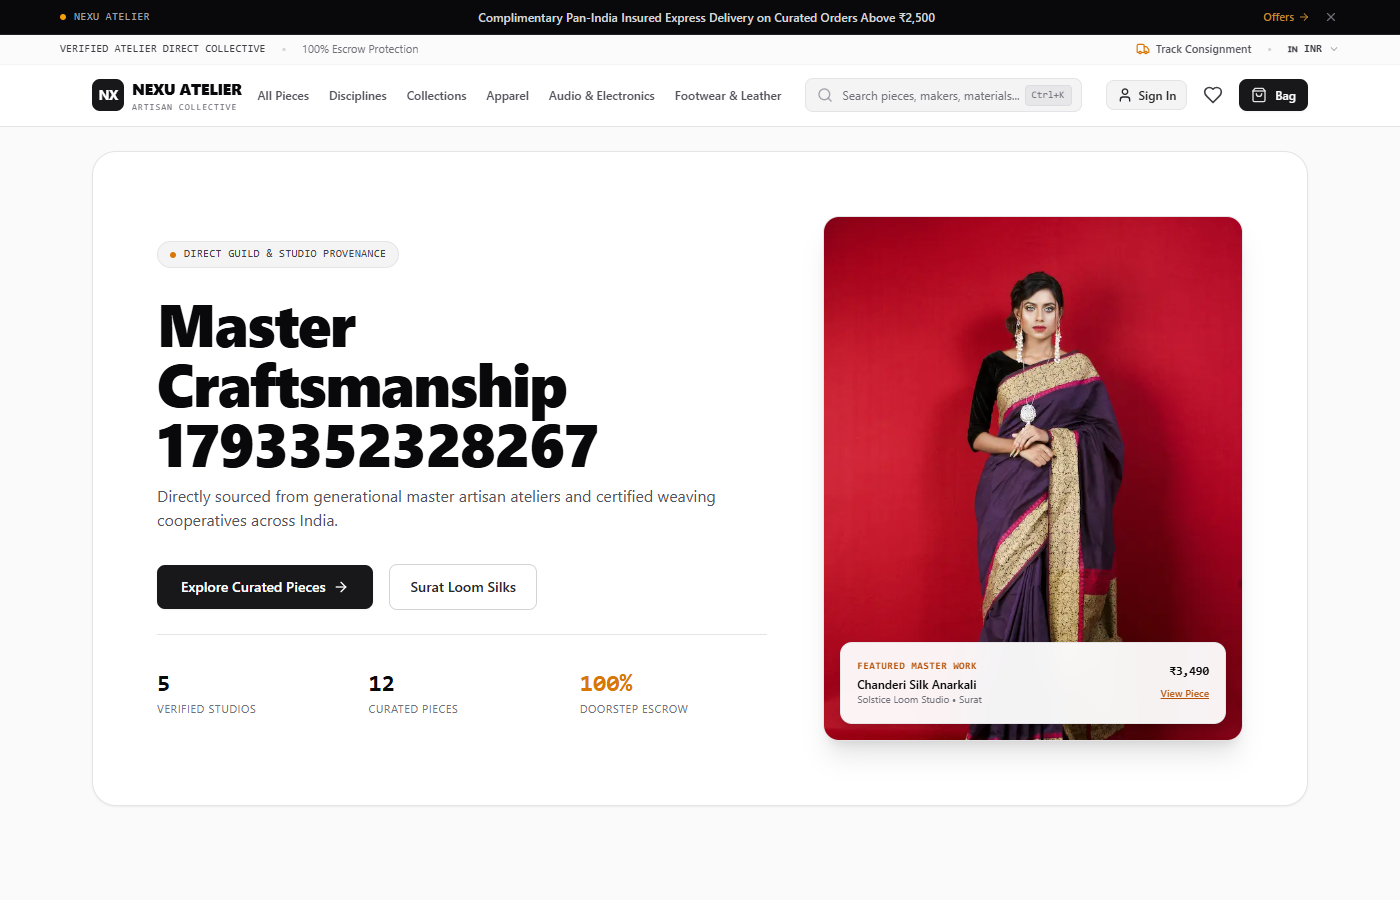 NEXU ATELIER
Complimentary Pan-India Insured Express Delivery on Curated Orders Above ₹2,500
Offers →
VERIFIED ATELIER DIRECT COLLECTIVE • 100% Escrow Protection
Track Consignment • IN INR
NX NEXU ATELIER
ARTISAN COLLECTIVE
All Pieces Disciplines Collections Apparel Audio & Electronics Footwear & Leather
Search pieces, makers, materials... Ctrl+K
Sign In
Bag
DIRECT GUILD & STUDIO PROVENANCE
Master
Craftsmanship
1793352328267
Directly sourced from generational master artisan ateliers and certified weaving
cooperatives across India.
Explore Curated Pieces →
Surat Loom Silks
5
VERIFIED STUDIOS
12
CURATED PIECES
100%
DOORSTEP ESCROW
FEATURED MASTER WORK
Chanderi Silk Anarkali
Solstice Loom Studio • Surat
₹3,490
View Piece